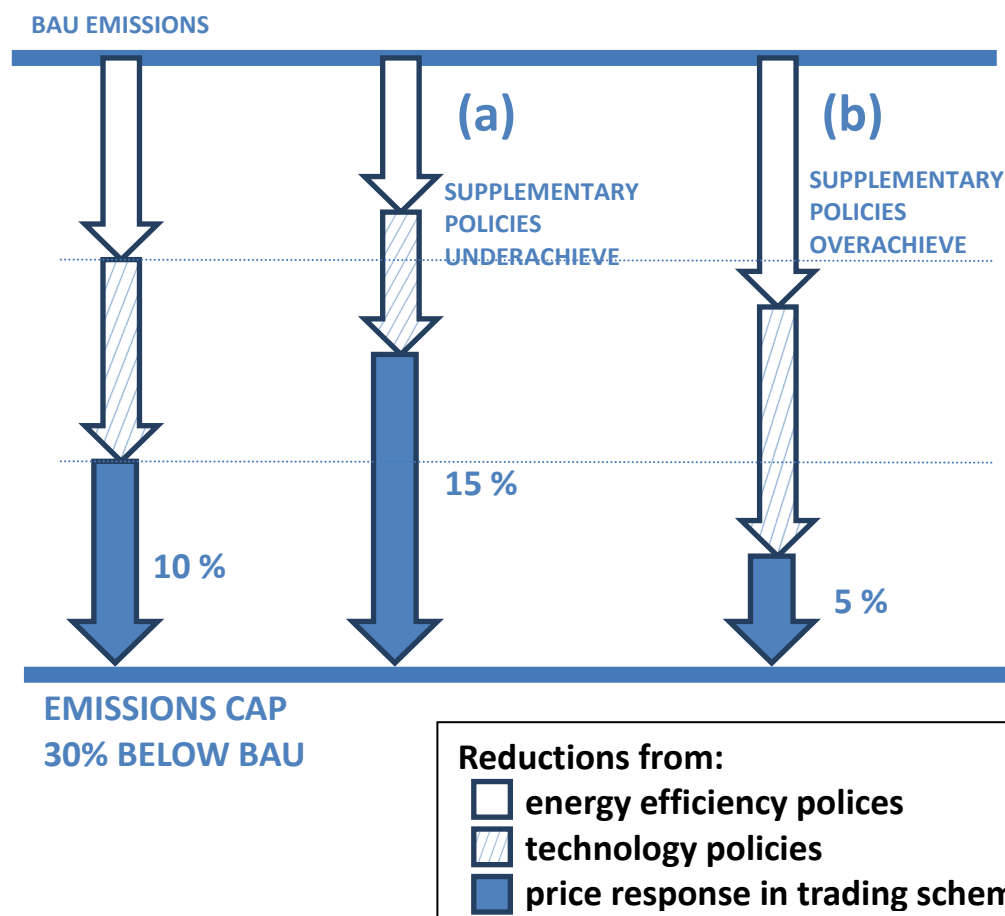 BAU EMISSIONS
(a)
SUPPLEMENTARY
POLICIES
UNDERACHIEVE
(b)
SUPPLEMENTARY
POLICIES
OVERACHIEVE
15 %
10 %
5 %
EMISSIONS CAP
30% BELOW BAU
Reductions from:
energy efficiency polices
technology policies
price response in trading schem